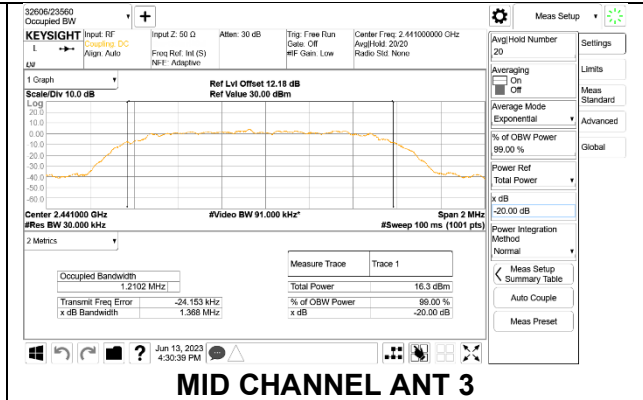 32606/23560
Occupied BW
+
Meas Setup
KEYSIGHT Input: RF Input Z: 50 Ω Atten: 30 dB Trig: Free Run Center Freq: 2.441000000 GHz
L Coupling: DC Gate: Off Avg|Hold: 20/20
Align: Auto Freq Ref: Int (S) #IF Gain: Low Radio Std: None
NFE: Adaptive
1 Graph
Ref Lvl Offset 12.18 dB
Scale/Div 10.0 dB Ref Value 30.00 dBm
Log
20.0
10.0
0.00
-10.0
-20.0
-30.0
-40.0
-50.0
-60.0
Center 2.441000 GHz #Video BW 91.000 kHz* Span 2 MHz
#Res BW 30.000 kHz #Sweep 100 ms (1001 pts)
2 Metrics
Occupied Bandwidth
1.2102 MHz
Transmit Freq Error -24.153 kHz
x dB Bandwidth 1.368 MHz
Measure Trace Trace 1
Total Power 16.3 dBm
% of OBW Power 99.00 %
x dB -20.00 dB
Avg|Hold Number
20
Averaging
On
Off
Average Mode
Exponential
% of OBW Power
99.00 %
Power Ref
Total Power
x dB
-20.00 dB
Power Integration
Method
Normal
Meas Setup
Summary Table
Auto Couple
Meas Preset
Settings
Limits
Meas
Standard
Advanced
Global
?
Jun 13, 2023
4:30:39 PM
MID CHANNEL ANT 3